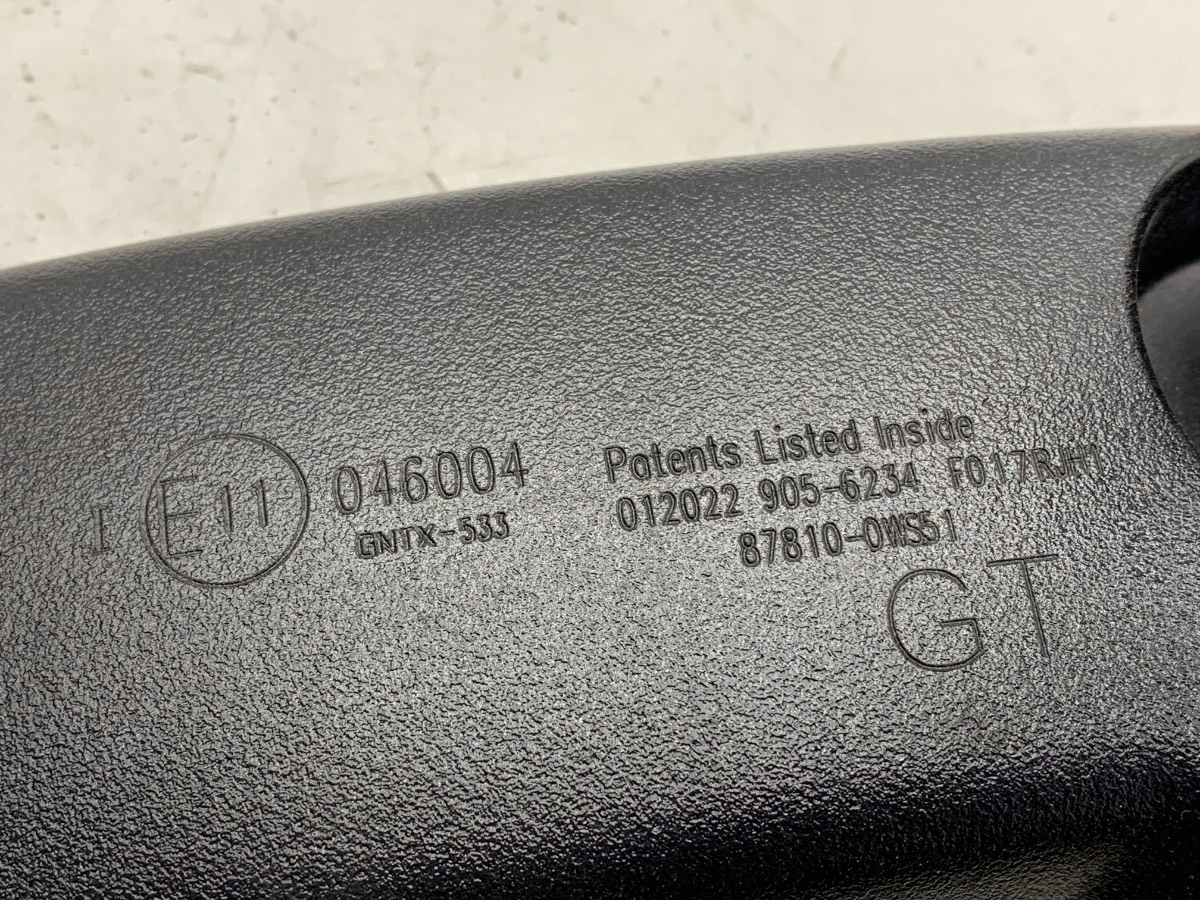 I E11 046004
GNTX-533
Patents Listed Inside
012022 905-6234 F017RJH1
87810-0WS51
GT